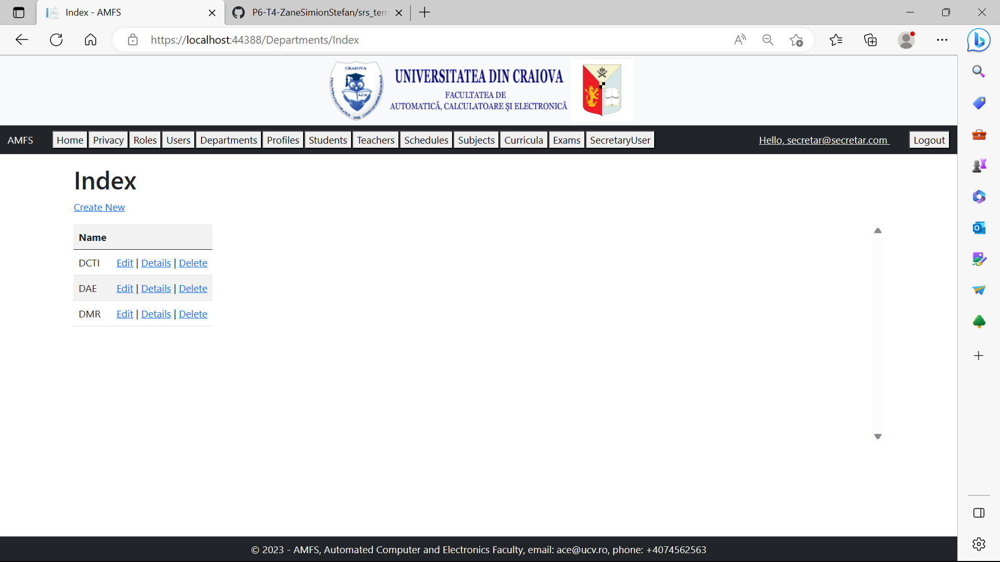 Index - AMFS
P6-T4-ZaneSimionStefan/srs_tem
https://localhost:44388/Departments/Index
CRAIOVA
A.C.E
UNIVERSITATEA DIN CRAIOVA
FACULTATEA DE
AUTOMATICĂ, CALCULATOARE ȘI ELECTRONICĂ
AMFS Home Privacy Roles Users Departments Profiles Students Teachers Schedules Subjects Curricula Exams SecretaryUser Hello, secretar@secretar.com Logout
Index
Create New
Name
DCTI Edit | Details | Delete
DAE Edit | Details | Delete
DMR Edit | Details | Delete
© 2023 - AMFS, Automated Computer and Electronics Faculty, email: ace@ucv.ro, phone: +4074562563